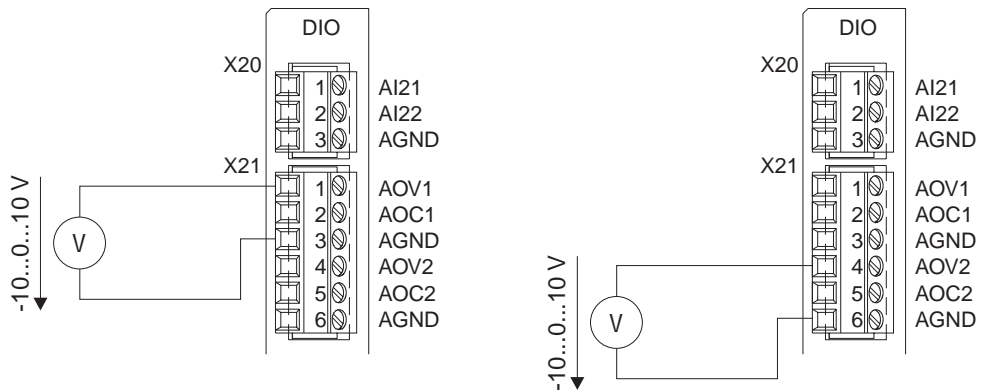 DIO
X20
1 AI21
2 AI22
3 AGND
X21
1 AOV1
2 AOC1
3 AGND
4 AOV2
5 AOC2
6 AGND
V
-10...0...10 V
DIO
X20
1 AI21
2 AI22
3 AGND
X21
1 AOV1
2 AOC1
3 AGND
4 AOV2
5 AOC2
6 AGND
V
-10...0...10 V